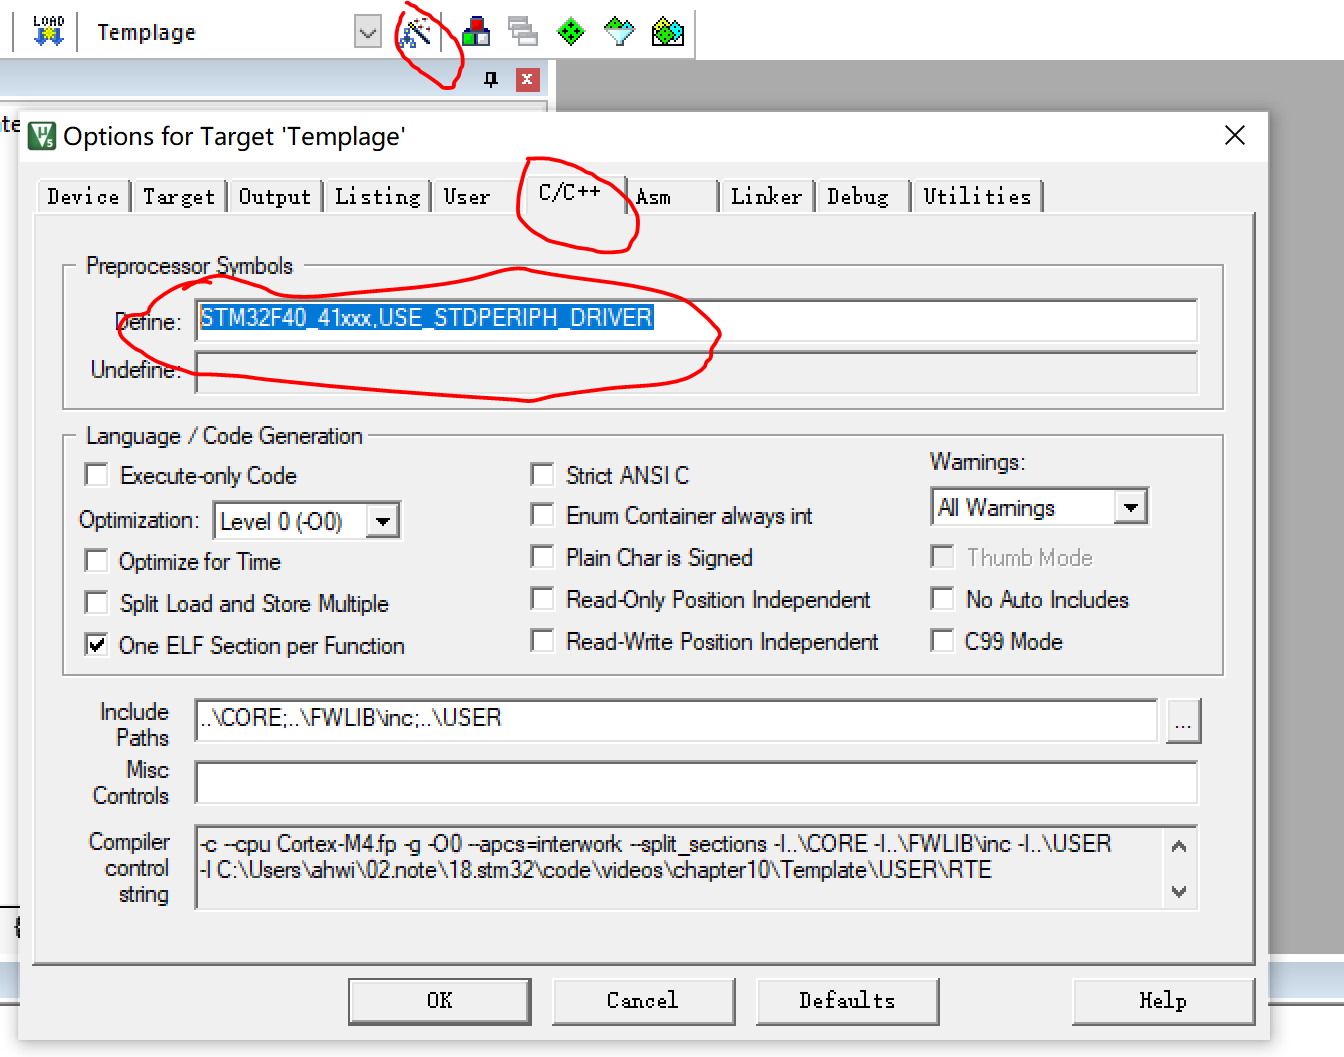 LOAD
Templage
te
Options for Target 'Templage'
Device Target Output Listing User C/C++ Asm Linker Debug Utilities
Preprocessor Symbols
Define: STM32F40_41xxx,USE_STDPERIPH_DRIVER
Undefine:
Language / Code Generation
Execute-only Code
Optimization: Level 0 (-O0)
Optimize for Time
Split Load and Store Multiple
One ELF Section per Function
Strict ANSI C
Enum Container always int
Plain Char is Signed
Read-Only Position Independent
Read-Write Position Independent
Warnings:
All Warnings
Thumb Mode
No Auto Includes
C99 Mode
Include
Paths
..\CORE;..\FWLIB\inc;..\USER
...
Misc
Controls
Compiler
control
string
-c --cpu Cortex-M4.fp -g -O0 --apcs=interwork --split_sections -I..\CORE -I..\FWLIB\inc -I..\USER
-I C:\Users\ahwi\02.note\18.stm32\code\videos\chapter10\Template\USER\RTE
OK Cancel Defaults Help